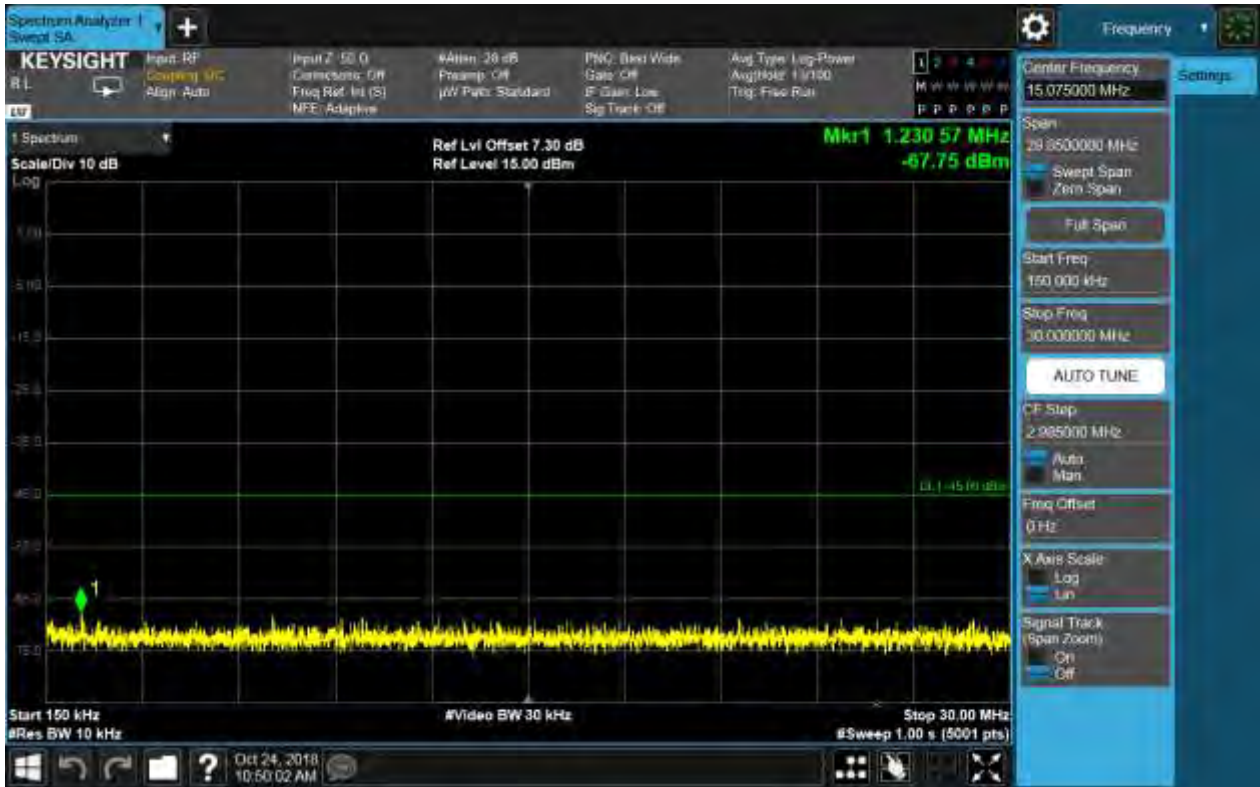 Spectrum Analyzer 1
Swept SA
+
Frequency
KEYSIGHT
Input: RF
Coupling: DC
Align: Auto
Input Z: 50 Ω
Corrections: Off
Freq Ref: Int (S)
NFE: Adaptive
#Atten: 20 dB
Preamp: Off
µW Path: Standard
PNO: Best Wide
Gate: Off
IF Gain: Low
Sig Track: Off
Avg Type: Log-Power
Trig: Free Run
M W W W W W
P P P P P P
1 Spectrum
Scale/Div 10 dB
Log
Ref Lvl Offset 7.30 dB
Ref Level 15.00 dBm
Mkr1 1.230 57 MHz
-67.75 dBm
1
Start 150 kHz
#Res BW 10 kHz
#Video BW 30 kHz
Stop 30.00 MHz
#Sweep 1.00 s (5001 pts)
?
Oct 24, 2018
10:50:02 AM
Center Frequency
15.075000 MHz
Settings
Span
29.8500000 MHz
Swept Span
Zero Span
Full Span
Start Freq
150.000 kHz
Stop Freq
30.000000 MHz
AUTO TUNE
CF Step
2.985000 MHz
Auto
Man
Freq Offset
0 Hz
X Axis Scale
Log
Lin
Signal Track
(Span Zoom)
On
Off